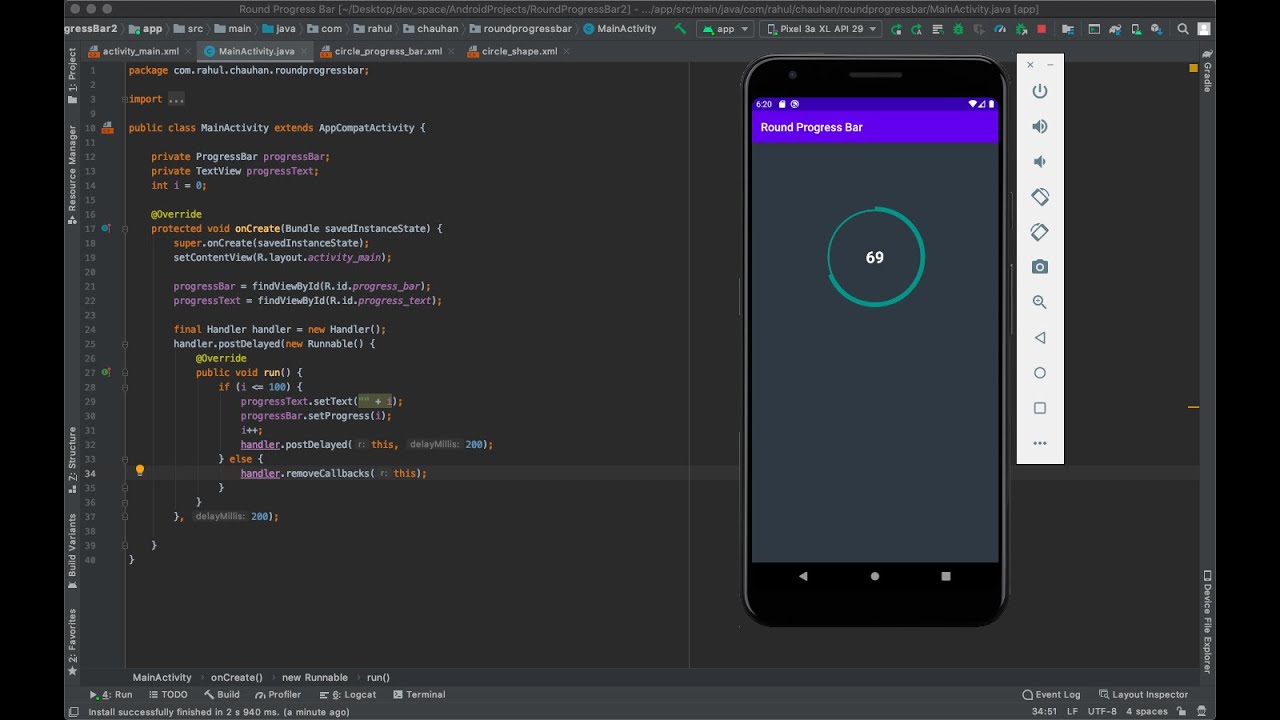 Round Progress Bar [~/Desktop/dev_space/AndroidProjects/RoundProgressBar2] - .../app/src/main/java/com/rahul/chauhan/roundprogressbar/MainActivity.java [app]
gressBar2 app src main java com rahul chauhan roundprogressbar MainActivity app Pixel 3a XL API 29
activity_main.xml MainActivity.java circle_progress_bar.xml circle_shape.xml
1: Project
Resource Manager
7: Structure
Build Variants
2: Favorites
1 package com.rahul.chauhan.roundprogressbar;
2
3 import ...
9
10 public class MainActivity extends AppCompatActivity {
11
12 private ProgressBar progressBar;
13 private TextView progressText;
14 int i = 0;
15
16 @Override
17 protected void onCreate(Bundle savedInstanceState) {
18 super.onCreate(savedInstanceState);
19 setContentView(R.layout.activity_main);
20
21 progressBar = findViewById(R.id.progress_bar);
22 progressText = findViewById(R.id.progress_text);
23
24 final Handler handler = new Handler();
25 handler.postDelayed(new Runnable() {
26 @Override
27 public void run() {
28 if (i <= 100) {
29 progressText.setText("" + i);
30 progressBar.setProgress(i);
31 i++;
32 handler.postDelayed( r: this, delayMillis: 200);
33 } else {
34 handler.removeCallbacks( r: this);
35 }
36 }
37 }, delayMillis: 200);
38
39 }
40 }
6:20
Round Progress Bar
69
Gradle
Device File Explorer
MainActivity onCreate() new Runnable run()
4: Run TODO Build Profiler 6: Logcat Terminal Event Log Layout Inspector
Install successfully finished in 2 s 940 ms. (a minute ago) 34:51 LF UTF-8 4 spaces